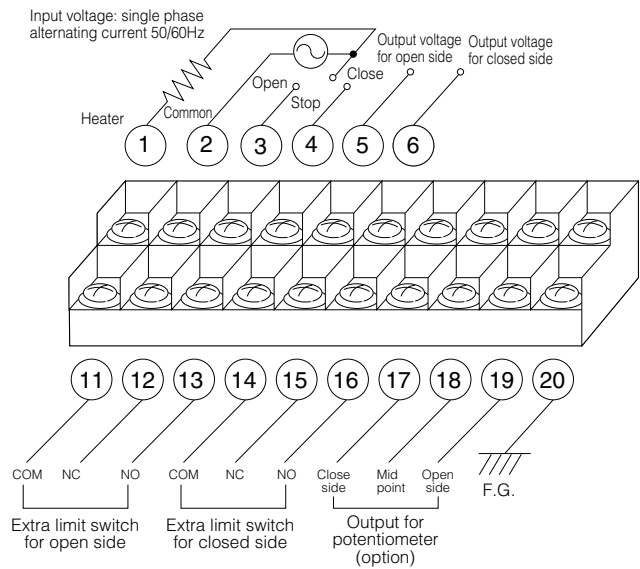 Input voltage: single phase
alternating current 50/60Hz
Output voltage
for open side
Output voltage
for closed side
Open
Close
Stop
Heater
Common
1 2 3 4 5 6
11 12 13 14 15 16 17 18 19 20
COM NC NO COM NC NO
Close
side
Mid
point
Open
side
F.G.
Extra limit switch
for open side
Extra limit switch
for closed side
Output for
potentiometer
(option)